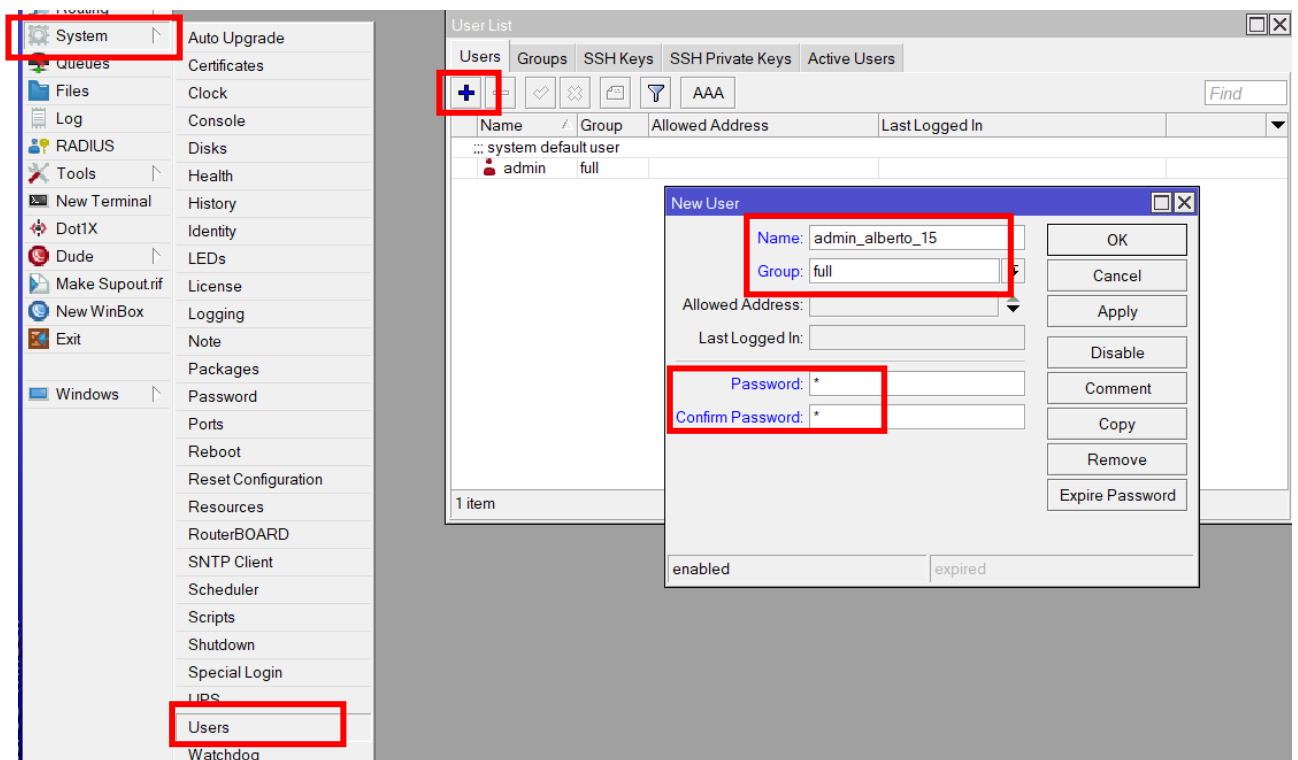 Routing
System
Queues
Files
Log
RADIUS
Tools
New Terminal
Dot1X
Dude
Make Supout.rif
New WinBox
Exit
Windows
Auto Upgrade
Certificates
Clock
Console
Disks
Health
History
Identity
LEDs
License
Logging
Note
Packages
Password
Ports
Reboot
Reset Configuration
Resources
RouterBOARD
SNTP Client
Scheduler
Scripts
Shutdown
Special Login
UPS
Users
Watchdog
User List
Users Groups SSH Keys SSH Private Keys Active Users
AAA Find
Name Group Allowed Address Last Logged In
;;; system default user
admin full
1 item
New User
Name: admin_alberto_15
Group: full
Allowed Address:
Last Logged In:
Password: *
Confirm Password: *
OK
Cancel
Apply
Disable
Comment
Copy
Remove
Expire Password
enabled expired